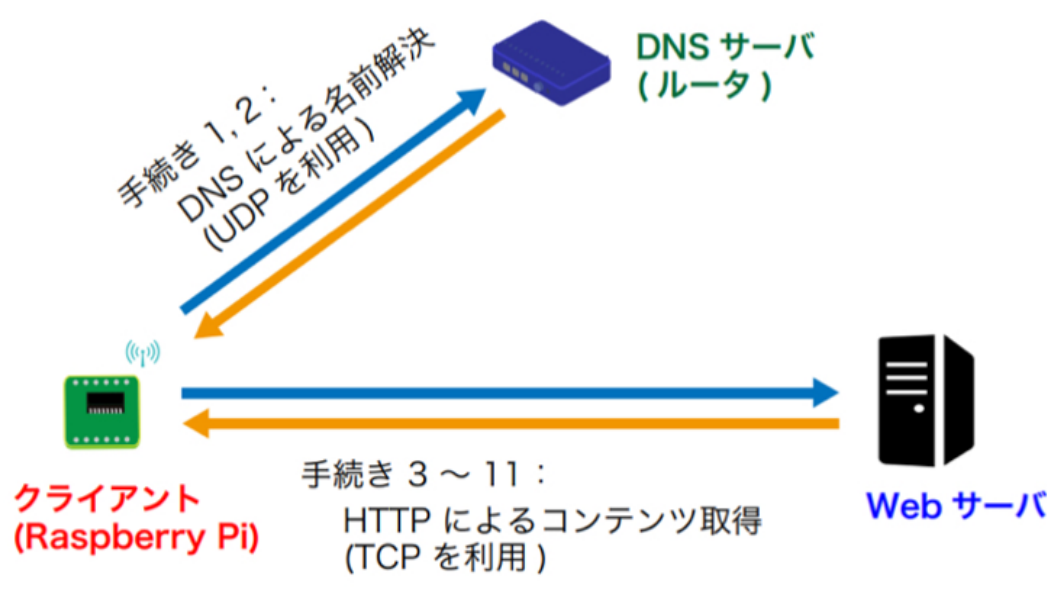 手続き 1, 2：
DNS による名前解決
(UDP を利用)
DNS サーバ
(ルータ)
クライアント
(Raspberry Pi)
手続き 3 〜 11：
HTTP によるコンテンツ取得
(TCP を利用)
Web サーバ